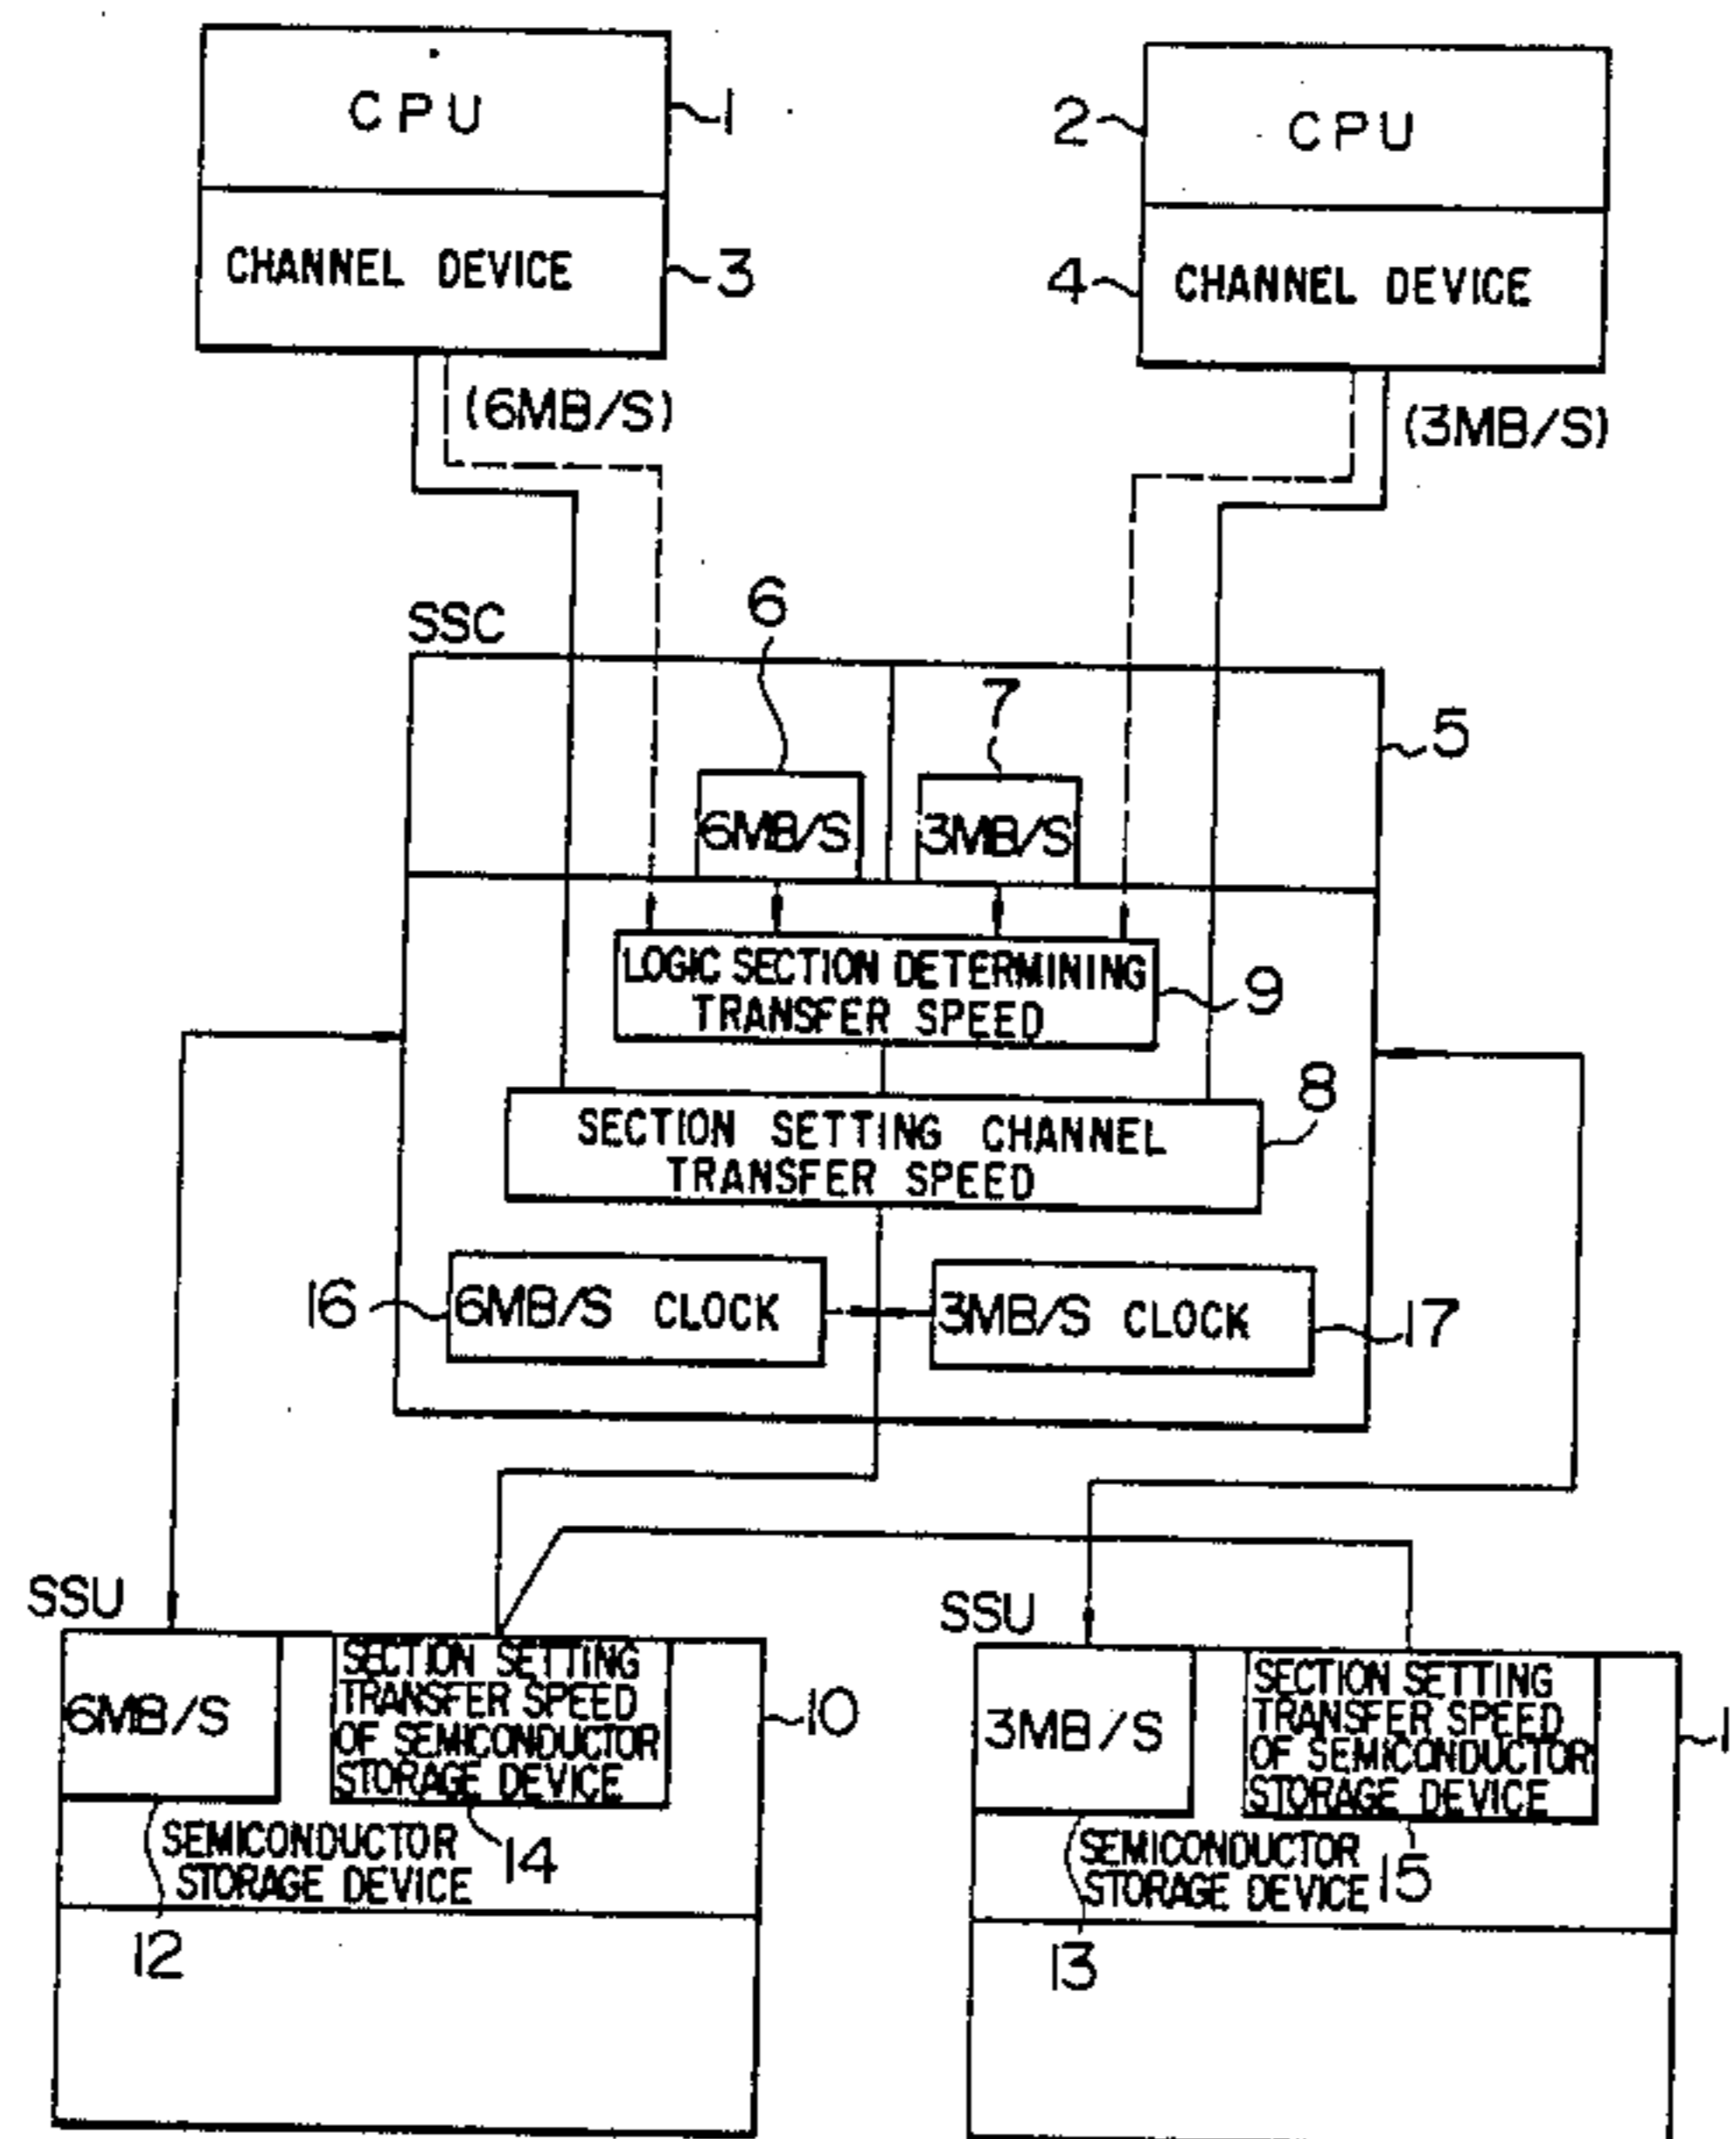 CPU
1
2
CPU
CHANNEL DEVICE
3
4
CHANNEL DEVICE
(6MB/S)
(3MB/S)
SSC
6
7
5
6MB/S
3MB/S
LOGIC SECTION DETERMINING
TRANSFER SPEED
9
8
SECTION SETTING CHANNEL
TRANSFER SPEED
16
6MB/S CLOCK
3MB/S CLOCK
17
SSU
SSU
6MB/S
SECTION SETTING
TRANSFER SPEED
OF SEMICONDUCTOR
STORAGE DEVICE
10
3MB/S
SECTION SETTING
TRANSFER SPEED
OF SEMICONDUCTOR
STORAGE DEVICE
1
SEMICONDUCTOR
STORAGE DEVICE
14
SEMICONDUCTOR
STORAGE DEVICE
15
12
13